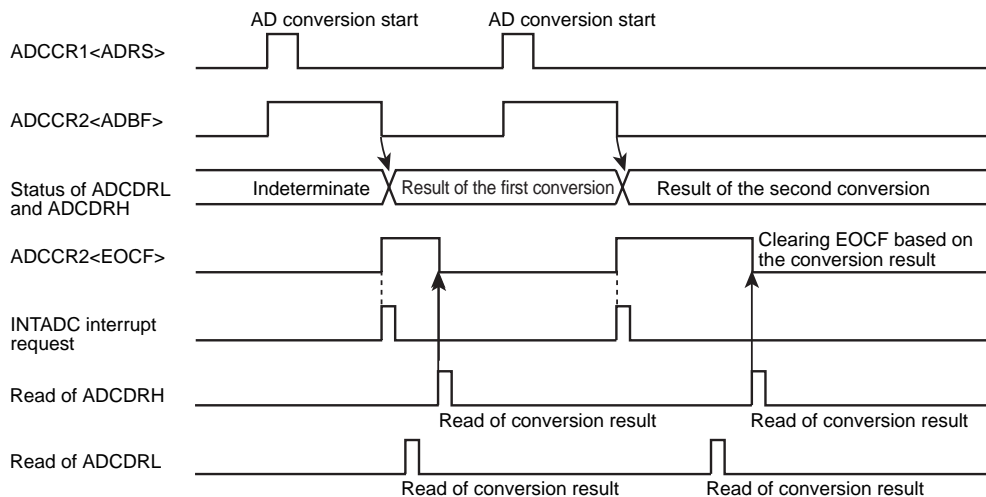 AD conversion start
AD conversion start
ADCCR1<ADRS>
ADCCR2<ADBF>
Status of ADCDRL
and ADCDRH
Indeterminate
Result of the first conversion
Result of the second conversion
ADCCR2<EOCF>
Clearing EOCF based on
the conversion result
INTADC interrupt
request
Read of ADCDRH
Read of conversion result
Read of conversion result
Read of ADCDRL
Read of conversion result
Read of conversion result